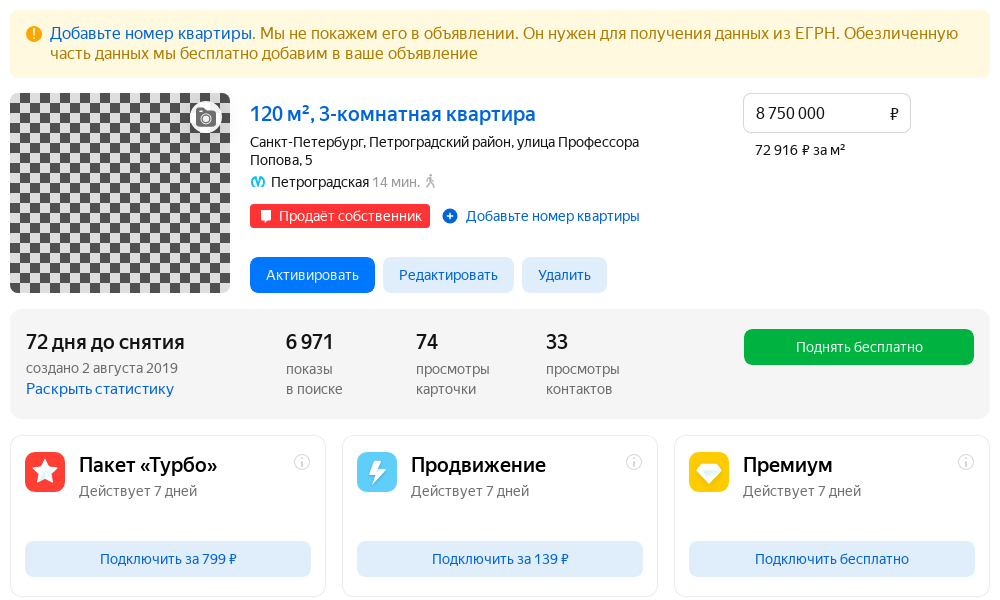 Добавьте номер квартиры. Мы не покажем его в объявлении. Он нужен для получения данных из ЕГРН. Обезличенную
часть данных мы бесплатно добавим в ваше объявление
120 м², 3-комнатная квартира
8 750 000 ₽
Санкт-Петербург, Петроградский район, улица Профессора
Попова, 5
72 916 ₽ за м²
Петроградская 14 мин.
Продаёт собственник
Добавьте номер квартиры
Активировать
Редактировать
Удалить
72 дня до снятия
создано 2 августа 2019
Раскрыть статистику
6 971
показы
в поиске
74
просмотры
карточки
33
просмотры
контактов
Поднять бесплатно
Пакет «Турбо»
Действует 7 дней
Подключить за 799 ₽
Продвижение
Действует 7 дней
Подключить за 139 ₽
Премиум
Действует 7 дней
Подключить бесплатно